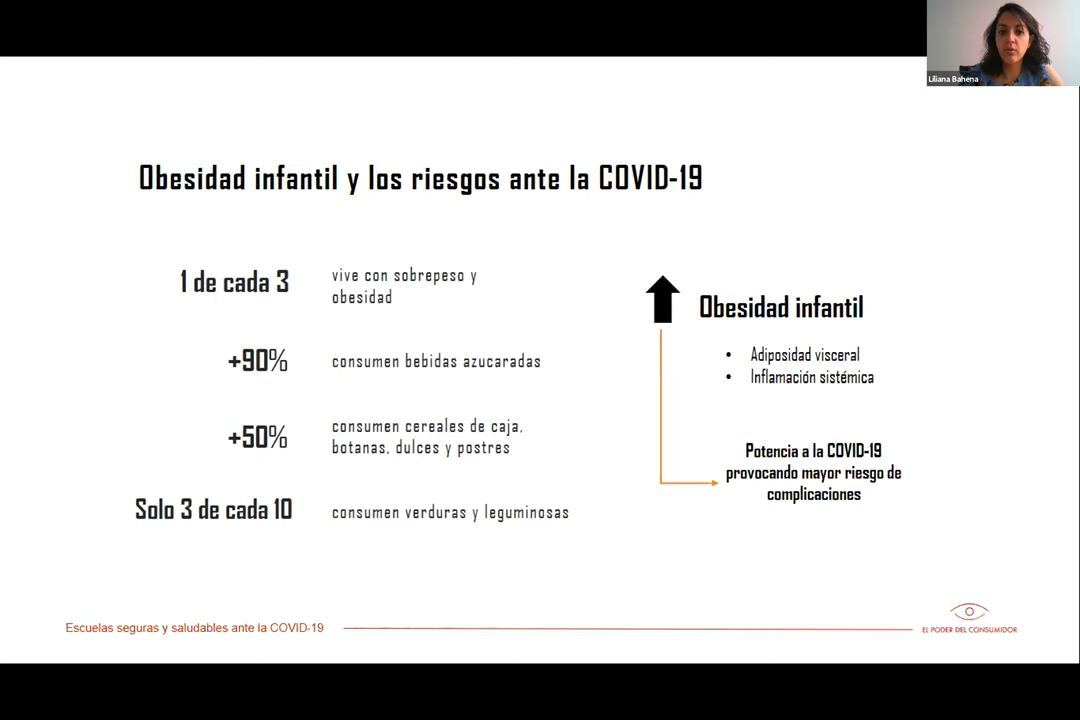 Liliana Bahena
Obesidad infantil y los riesgos ante la COVID-19
1 de cada 3
vive con sobrepeso y
obesidad
+90%
consumen bebidas azucaradas
+50%
consumen cereales de caja,
botanas, dulces y postres
Solo 3 de cada 10
consumen verduras y leguminosas
Obesidad infantil
• Adiposidad visceral
• Inflamación sistémica
Potencia a la COVID-19
provocando mayor riesgo de
complicaciones
Escuelas seguras y saludables ante la COVID-19
EL PODER DEL CONSUMIDOR